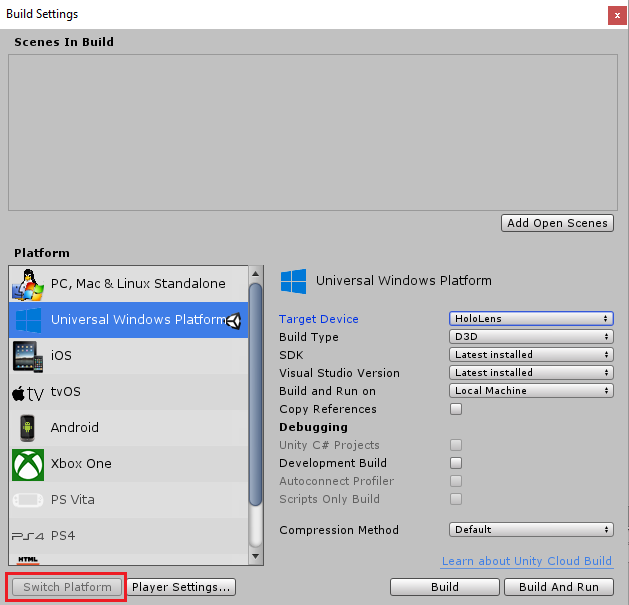 Build Settings
x
Scenes In Build
Add Open Scenes
Platform
PC, Mac & Linux Standalone
Universal Windows Platform
iOS
tv
tvOS
Android
Xbox One
PS Vita
PS4
PS4
HTML
Universal Windows Platform
Target Device HoloLens
Build Type D3D
SDK Latest installed
Visual Studio Version Latest installed
Build and Run on Local Machine
Copy References
Debugging
Unity C# Projects
Development Build
Autoconnect Profiler
Scripts Only Build
Compression Method Default
Learn about Unity Cloud Build
Switch Platform Player Settings... Build Build And Run